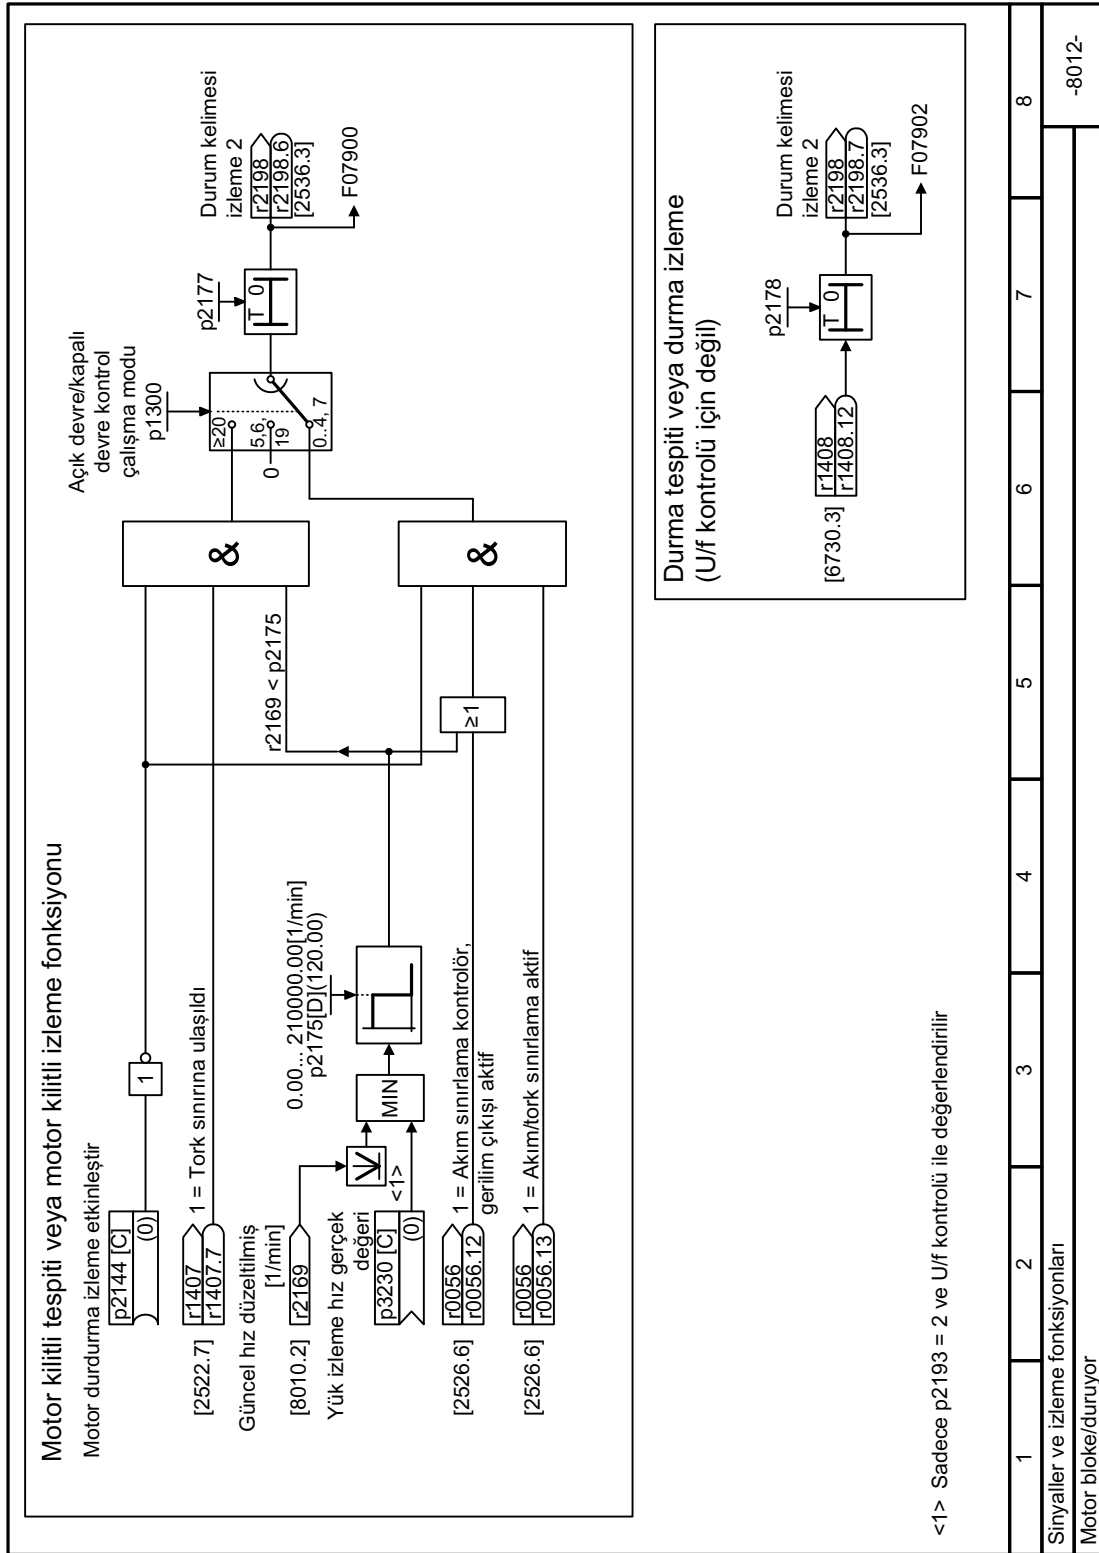 Motor kilitli tespiti veya motor kilitli izleme fonksiyonu
Motor durdurma izleme etkinleştir
p2144 [C]
(0)
1
[2522.7]
r1407
r1407.7
1 = Tork sınırına ulaşıldı
Güncel hız düzeltilmiş
[1/min]
[8010.2]
r2169
Yük izleme hız gerçek
değeri
p3230 [C]
(0)
<1>
MIN
0.00... 210000.00[1/min]
p2175[D](120.00)
r2169 < p2175
[2526.6]
r0056
r0056.12
1 = Akım sınırlama kontrolör,
gerilim çıkışı aktif
≥1
[2526.6]
r0056
r0056.13
1 = Akım/tork sınırlama aktif
&
&
Açık devre/kapalı
devre kontrol
çalışma modu
p1300
≥20
5,6,
19
0
0..4, 7
p2177
T 0
Durum kelimesi
izleme 2
r2198
r2198.6
[2536.3]
F07900
Durma tespiti veya durma izleme
(U/f kontrolü için değil)
[6730.3]
r1408
r1408.12
p2178
T 0
Durum kelimesi
izleme 2
r2198
r2198.7
[2536.3]
F07902
<1> Sadece p2193 = 2 ve U/f kontrolü ile değerlendirilir
1 2 3 4 5 6 7 8
Sinyaller ve izleme fonksiyonları
Motor bloke/duruyor
-8012-